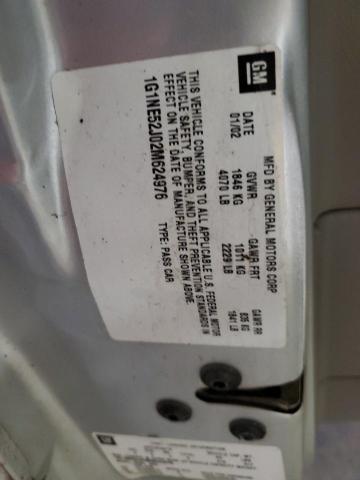 GM
MFD BY GENERAL MOTORS CORP
DATE GVWR GAWR FRT GAWR RR
01/02 1846 KG 1011 KG 835 KG
4070 LB 2229 LB 1841 LB
THIS VEHICLE CONFORMS TO ALL APPLICABLE U.S. FEDERAL MOTOR
VEHICLE SAFETY, BUMPER, AND THEFT PREVENTION STANDARDS IN
EFFECT ON THE DATE OF MANUFACTURE SHOWN ABOVE.
1G1NE52J02M624976 TYPE: PASS CAR
GM